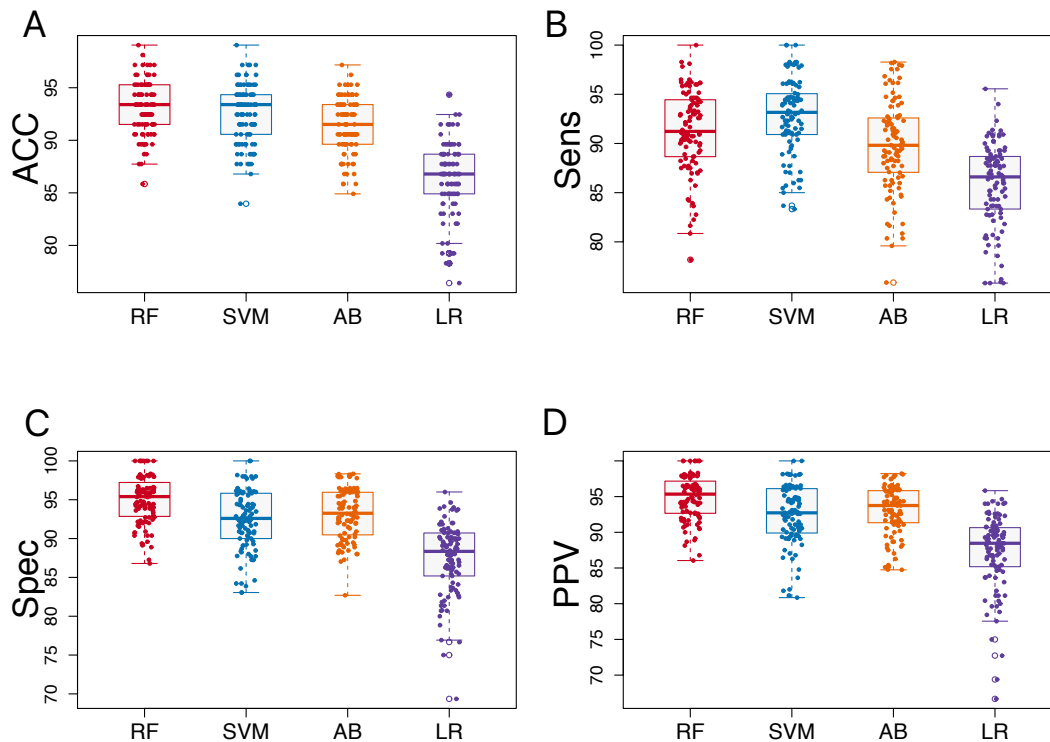 A
ACC
95
90
85
80
RF SVM AB LR
B
Sens
100
95
90
85
80
RF SVM AB LR
C
Spec
100
95
90
85
80
75
70
RF SVM AB LR
D
PPV
95
90
85
80
75
70
RF SVM AB LR